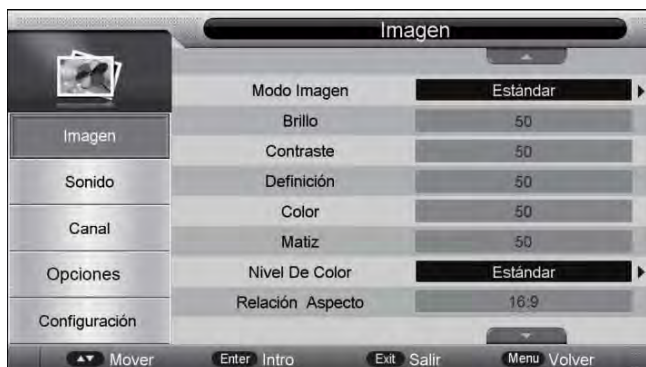 Imagen
Imagen
Sonido
Canal
Opciones
Configuración
Modo Imagen Estándar
Brillo 50
Contraste 50
Definición 50
Color 50
Matiz 50
Nivel De Color Estándar
Relación Aspecto 16:9
Mover Enter Intro Exit Salir Menu Volver